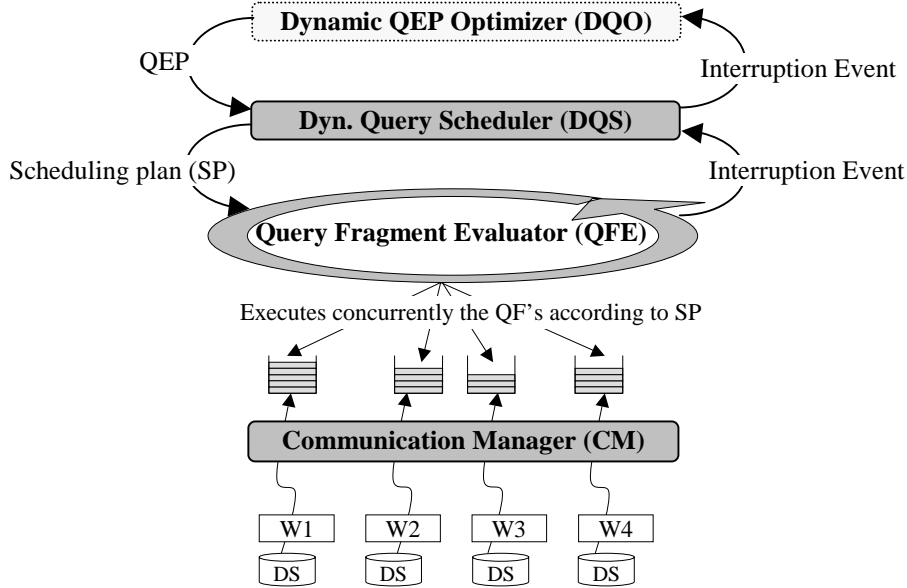 Dynamic QEP Optimizer (DQO)
QEP
Interruption Event
Dyn. Query Scheduler (DQS)
Scheduling plan (SP)
Interruption Event
Query Fragment Evaluator (QFE)
Executes concurrently the QF's according to SP
Communication Manager (CM)
W1 W2 W3 W4
DS DS DS DS